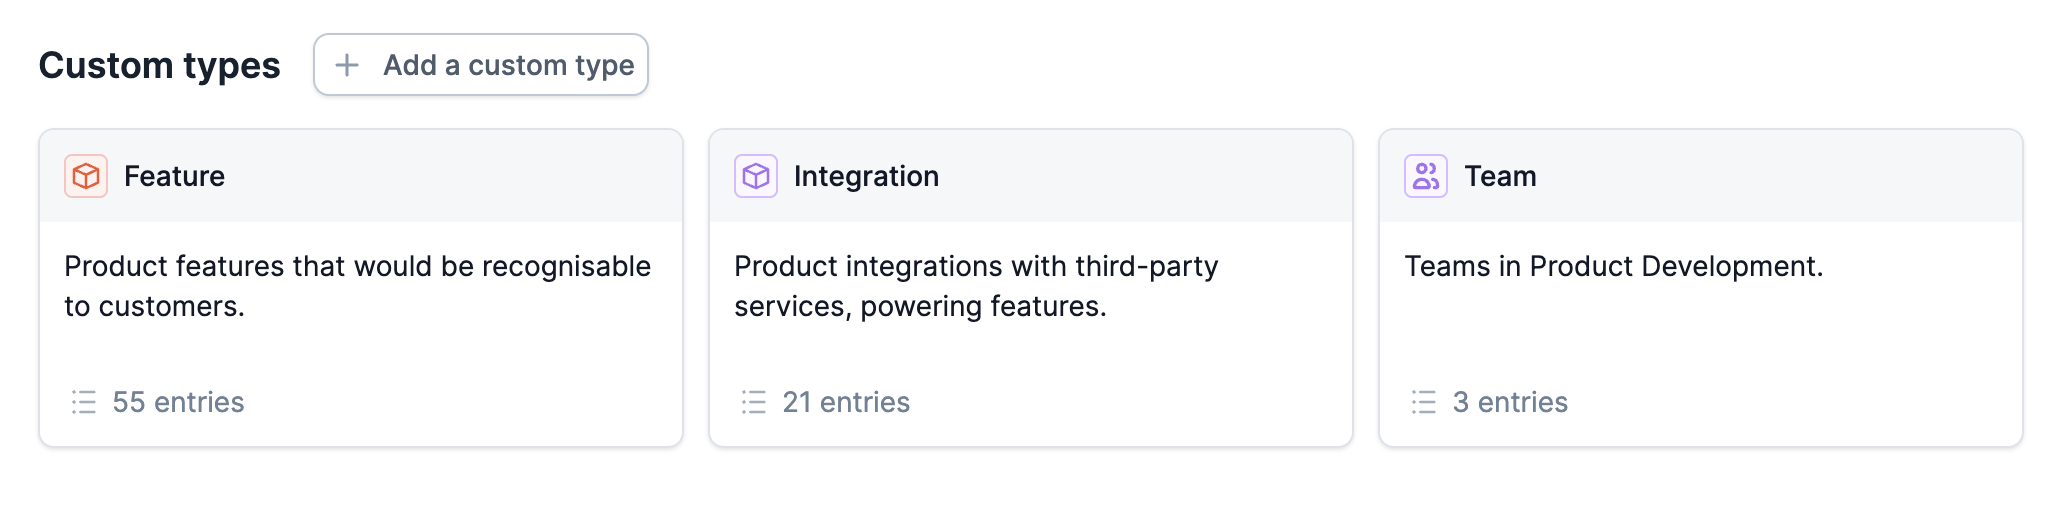 Custom types
Add a custom type
Feature
Product features that would be recognisable
to customers.
55 entries
Integration
Product integrations with third-party
services, powering features.
21 entries
Team
Teams in Product Development.
3 entries